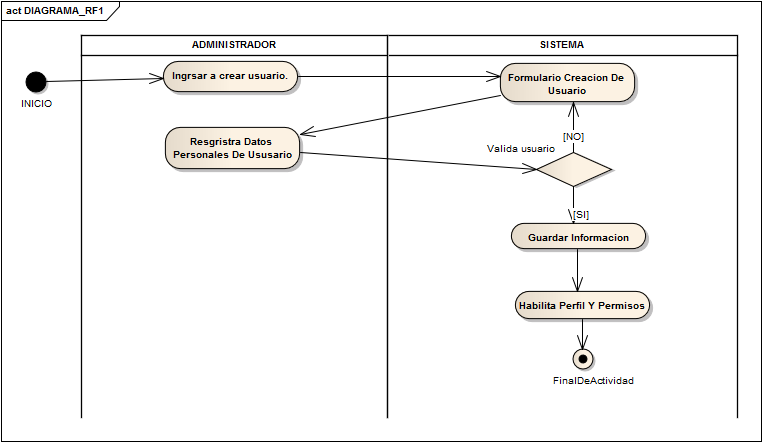 act DIAGRAMA_RF1
ADMINISTRADOR
SISTEMA
INICIO
Ingrsar a crear usuario.
Formulario Creacion De
Usuario
Resgristra Datos
Personales De Ususario
[NO]
Valida usuario
[SI]
Guardar Informacion
Habilita Perfil Y Permisos
FinalDeActividad